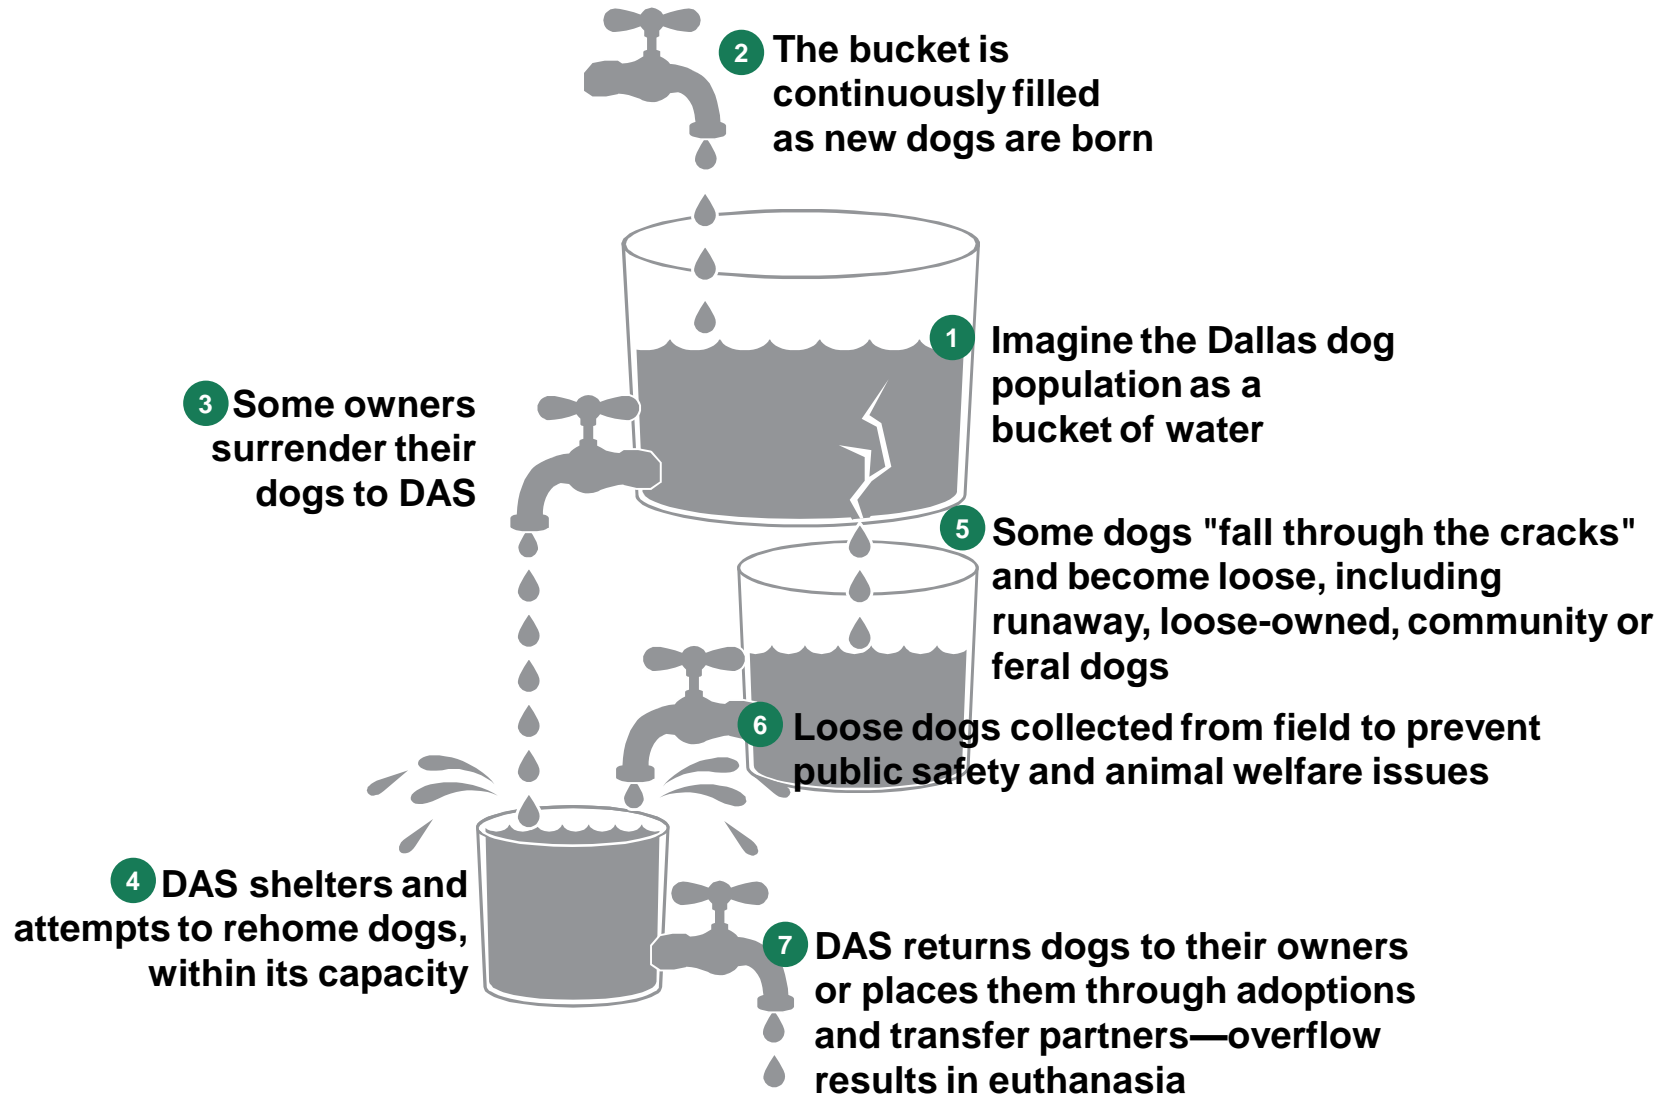 2 The bucket is
continuously filled
as new dogs are born
1 Imagine the Dallas dog
population as a
bucket of water
3 Some owners
surrender their
dogs to DAS
5 Some dogs "fall through the cracks"
and become loose, including
runaway, loose-owned, community or
feral dogs
6 Loose dogs collected from field to prevent
public safety and animal welfare issues
4 DAS shelters and
attempts to rehome dogs,
within its capacity
7 DAS returns dogs to their owners
or places them through adoptions
and transfer partners—overflow
results in euthanasia